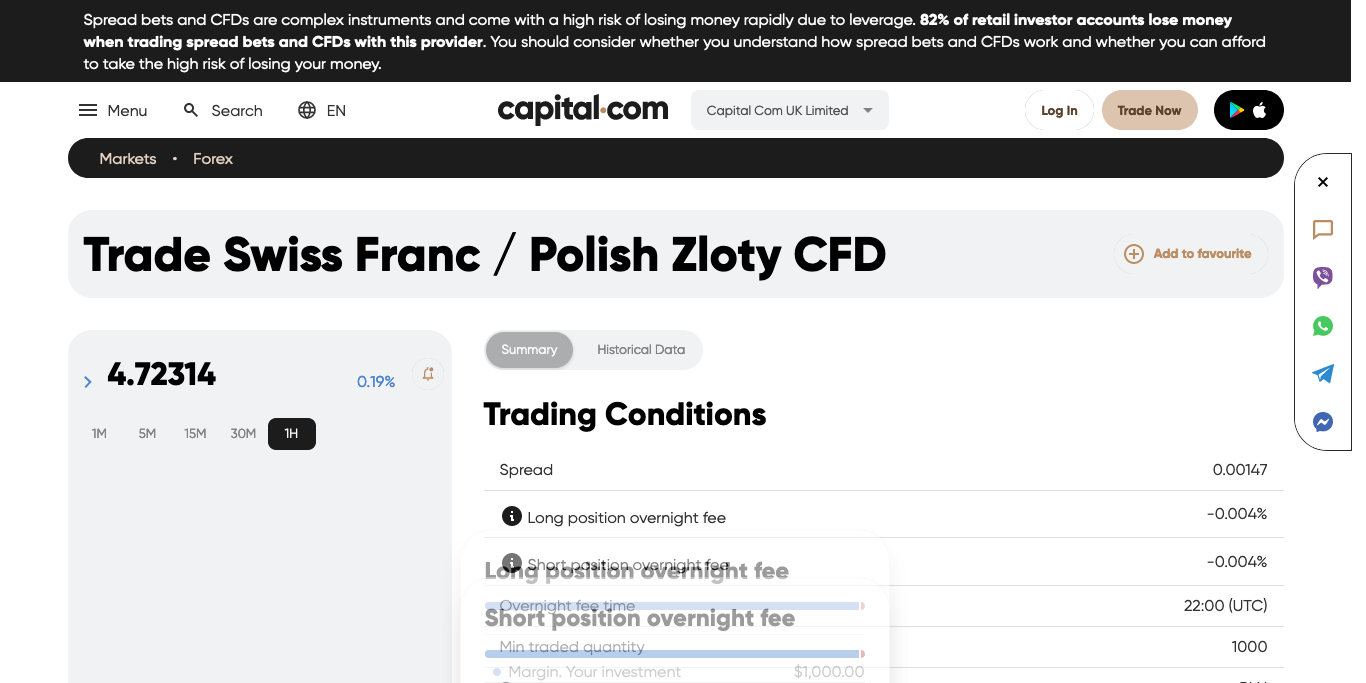 Spread bets and CFDs are complex instruments and come with a high risk of losing money rapidly due to leverage. 82% of retail investor accounts lose money
when trading spread bets and CFDs with this provider. You should consider whether you understand how spread bets and CFDs work and whether you can afford
to take the high risk of losing your money.
Menu Search EN capital.com Capital Com UK Limited Log In Trade Now
Markets • Forex
Trade Swiss Franc / Polish Zloty CFD Add to favourite
4.72314 0.19%
1M 5M 15M 30M 1H
Summary Historical Data
Trading Conditions
Spread 0.00147
Long position overnight fee -0.004%
Short position overnight fee -0.004%
Long position overnight fee
Overnight fee time 22:00 (UTC)
Short position overnight fee
Min traded quantity 1000
Margin. Your investment $1,000.00